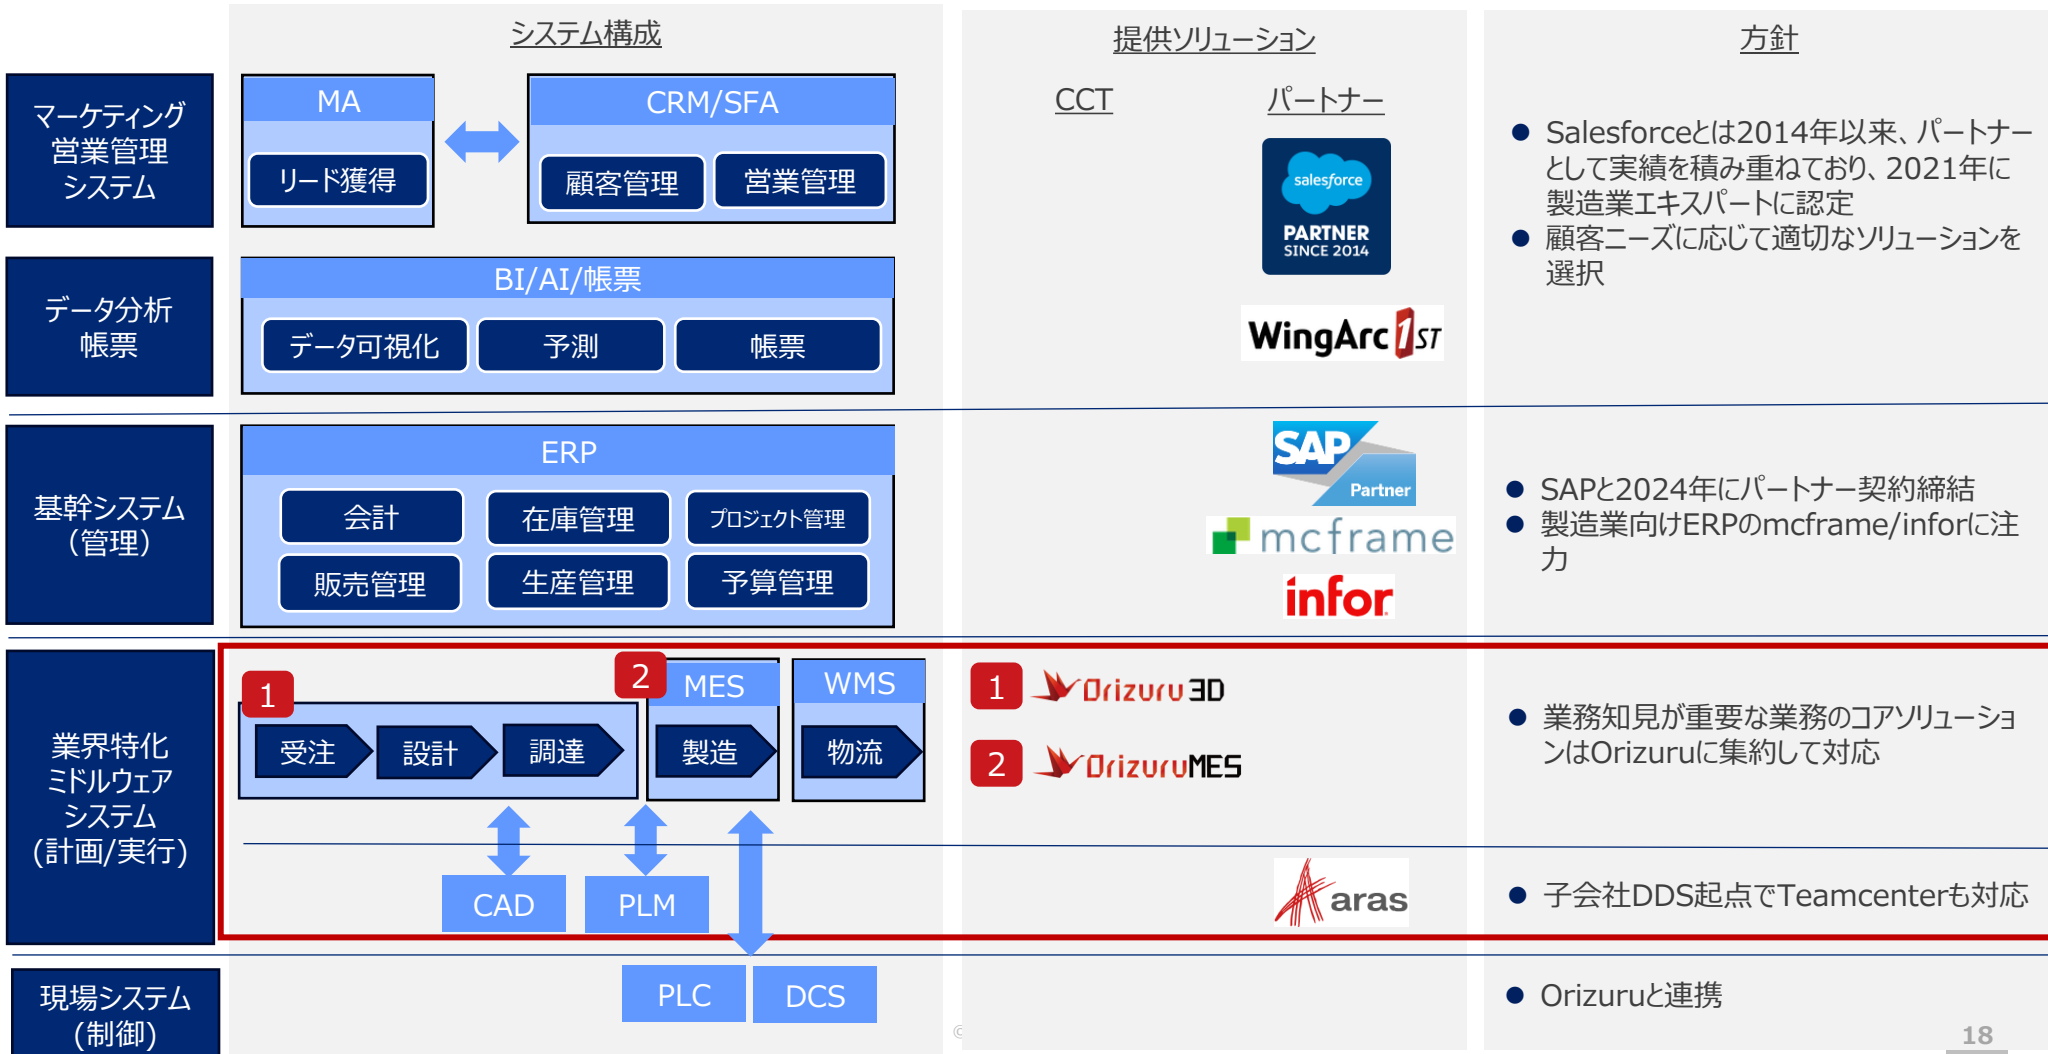 システム構成
提供ソリューション
方針
マーケティング
営業管理
システム
MA
リード獲得
CRM/SFA
顧客管理
営業管理
CCT
パートナー
salesforce
PARTNER
SINCE 2014
● Salesforceとは2014年以来、パートナー
として実績を積み重ねており、2021年に
製造業エキスパートに認定
● 顧客ニーズに応じて適切なソリューションを
選択
データ分析
帳票
BI/AI/帳票
データ可視化
予測
帳票
WingArc1ST
基幹システム
（管理）
ERP
会計
在庫管理
プロジェクト管理
販売管理
生産管理
予算管理
SAP
Partner
mcframe
infor
● SAPと2024年にパートナー契約締結
● 製造業向けERPのmcframe/inforに注
力
業界特化
ミドルウェア
システム
(計画/実行)
1
受注
設計
調達
2
MES
製造
WMS
物流
CAD
PLM
1
Orizuru3D
2
OrizuruMES
aras
● 業務知見が重要な業務のコアソリューショ
ンはOrizuruに集約して対応
● 子会社DDS起点でTeamcenterも対応
現場システム
(制御)
PLC
DCS
● Orizuruと連携
©
18